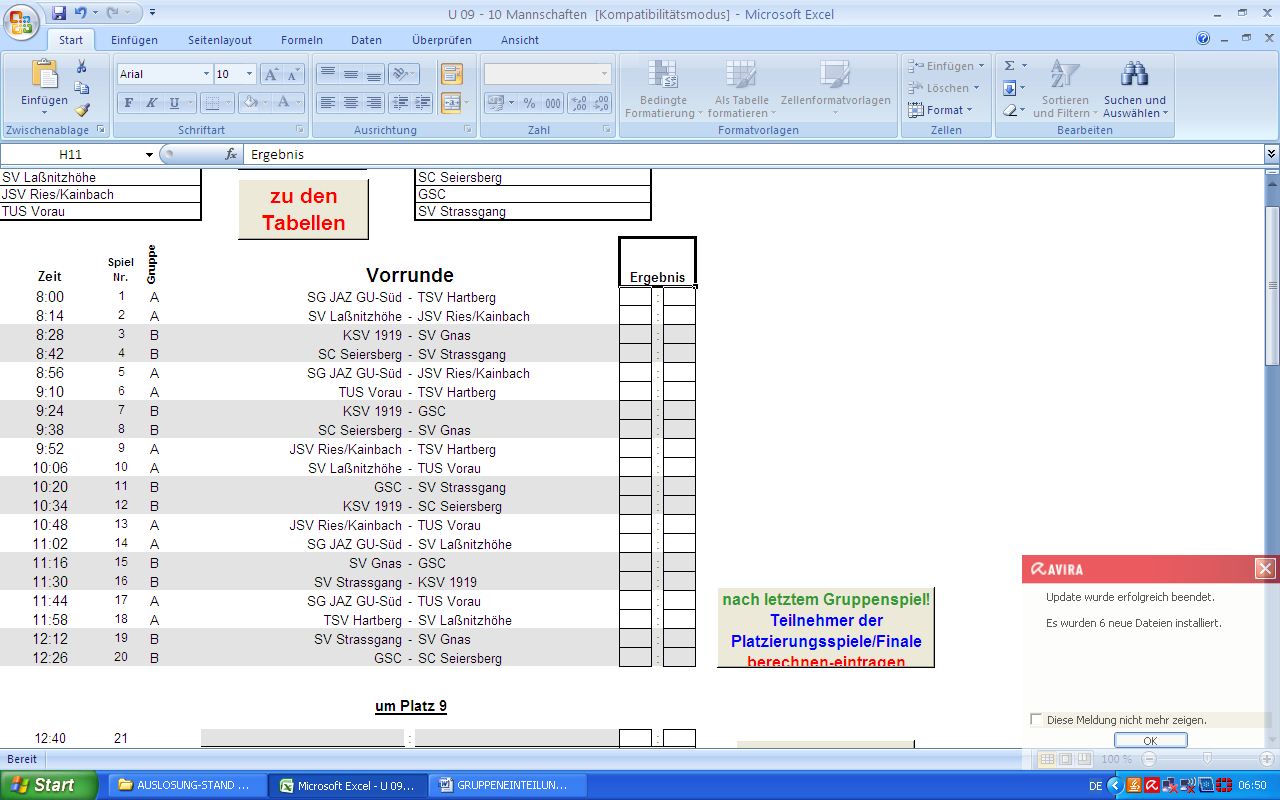 U 09 - 10 Mannschaften [Kompatibilitätsmodus] - Microsoft Excel
Start Einfügen Seitenlayout Formeln Daten Überprüfen Ansicht
Einfügen
Zwischenablage
Arial 10
F K U
Schriftart
Ausrichtung
% 000
Zahl
Bedingte Formatierung
Als Tabelle formatieren
Zellenformatvorlagen
Formatvorlagen
Einfügen
Löschen
Format
Zellen
Sortieren und Filtern
Suchen und Auswählen
Bearbeiten
H11 fx Ergebnis
SV Laßnitzhöhe SC Seiersberg
JSV Ries/Kainbach GSC
TUS Vorau SV Strassgang
zu den
Tabellen
Zeit Spiel Nr. Gruppe Vorrunde Ergebnis
8:00 1 A SG JAZ GU-Süd - TSV Hartberg :
8:14 2 A SV Laßnitzhöhe - JSV Ries/Kainbach :
8:28 3 B KSV 1919 - SV Gnas :
8:42 4 B SC Seiersberg - SV Strassgang :
8:56 5 A SG JAZ GU-Süd - JSV Ries/Kainbach :
9:10 6 A TUS Vorau - TSV Hartberg :
9:24 7 B KSV 1919 - GSC :
9:38 8 B SC Seiersberg - SV Gnas :
9:52 9 A JSV Ries/Kainbach - TSV Hartberg :
10:06 10 A SV Laßnitzhöhe - TUS Vorau :
10:20 11 B GSC - SV Strassgang :
10:34 12 B KSV 1919 - SC Seiersberg :
10:48 13 A JSV Ries/Kainbach - TUS Vorau :
11:02 14 A SG JAZ GU-Süd - SV Laßnitzhöhe :
11:16 15 B SV Gnas - GSC :
11:30 16 B SV Strassgang - KSV 1919 :
11:44 17 A SG JAZ GU-Süd - TUS Vorau :
11:58 18 A TSV Hartberg - SV Laßnitzhöhe :
12:12 19 B SV Strassgang - SV Gnas :
12:26 20 B GSC - SC Seiersberg :
nach letztem Gruppenspiel!
Teilnehmer der
Platzierungsspiele/Finale
berechnen-eintragen
um Platz 9
12:40 21 : :
AVIRA
Update wurde erfolgreich beendet.
Es wurden 6 neue Dateien installiert.
Diese Meldung nicht mehr zeigen.
OK
Bereit 100 %
Start AUSLOSUNG-STAND ... Microsoft Excel - U 09... GRUPPENEINTEILUN... DE 06:50